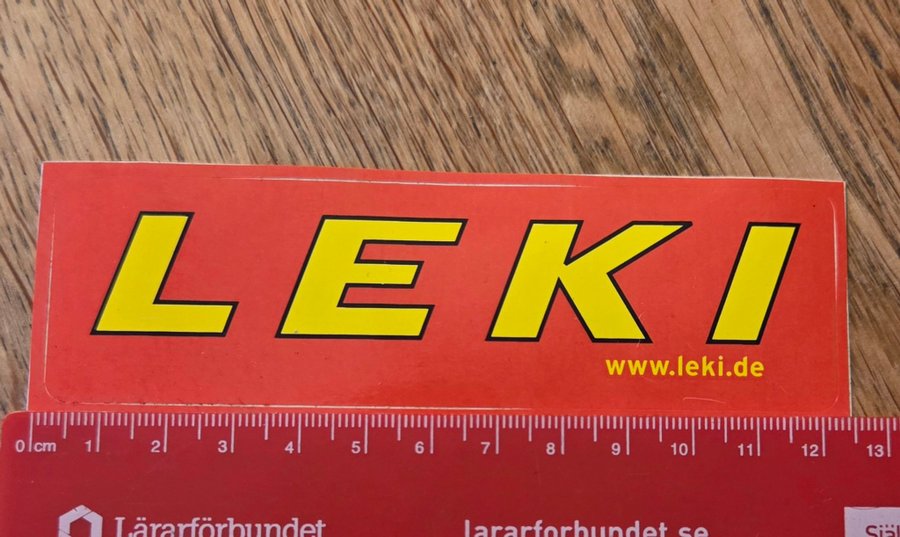 LEKI
www.leki.de
0 cm 1 2 3 4 5 6 7 8 9 10 11 12 13
Lärarförbundet
lararforbundet.se